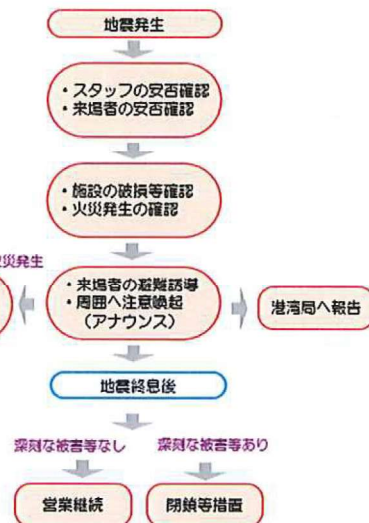 地震発生
・スタッフの安否確認
・来場者の安否確認
・施設の破損等確認
・火災発生の確認
災発生
・来場者の避難誘導
・周囲へ注意喚起
（アナウンス）
港湾局へ報告
地震終息後
深刻な被害等なし
深刻な被害等あり
営業継続
閉鎖等措置